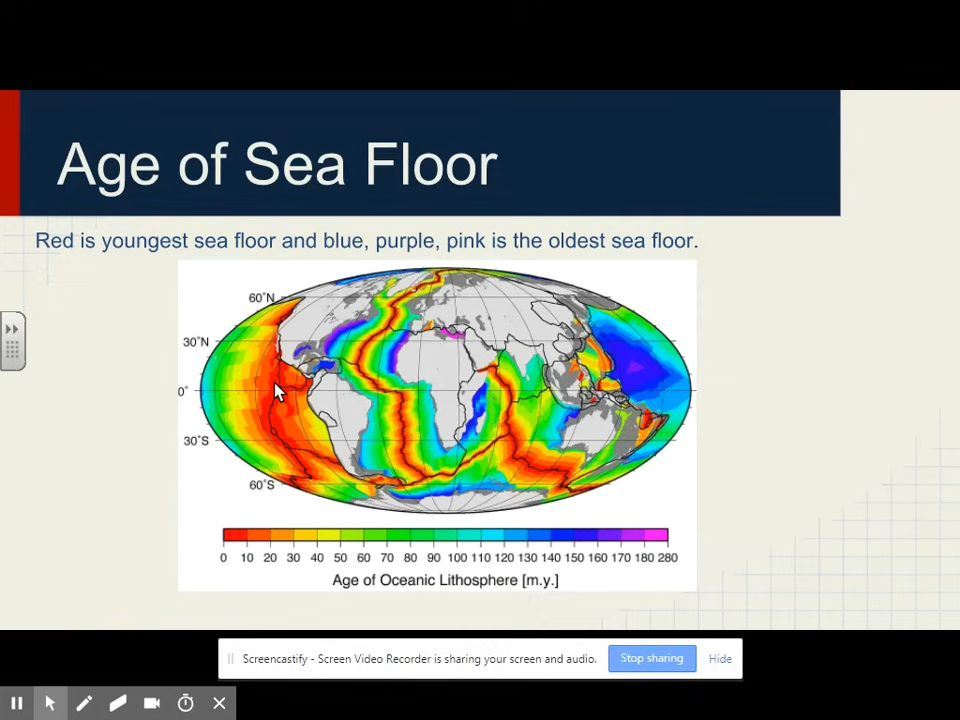 Age of Sea Floor
Red is youngest sea floor and blue, purple, pink is the oldest sea floor.
60°N
30°N
0°
30°S
60°S
0 10 20 30 40 50 60 70 80 90 100 110 120 130 140 150 160 170 180 280
Age of Oceanic Lithosphere [m.y.]
Screencastify - Screen Video Recorder is sharing your screen and audio. Stop sharing Hide